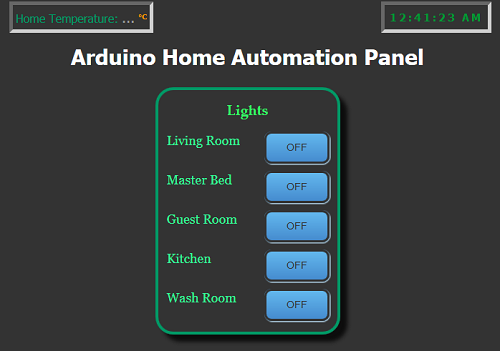 Home Temperature: ... °C
12:41:23 AM
Arduino Home Automation Panel
Lights
Living Room OFF
Master Bed OFF
Guest Room OFF
Kitchen OFF
Wash Room OFF